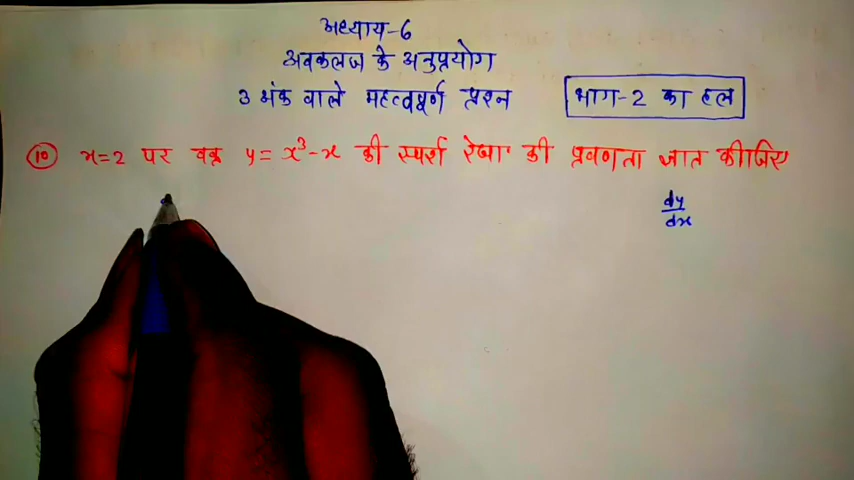 अध्याय-6
अवकलज के अनुप्रयोग
3 अंक वाले महत्वपूर्ण प्रश्न भाग-2 का हल
10 x=2 पर वक्र y = x³-x की स्पर्श रेखा की प्रवणता ज्ञात कीजिए
dy
dx